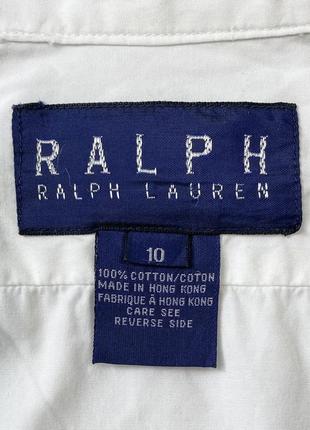 RALPH
RALPH LAUREN
10
100% COTTON/COTON
MADE IN HONG KONG
FABRIQUE À HONG KONG
CARE SEE
REVERSE SIDE